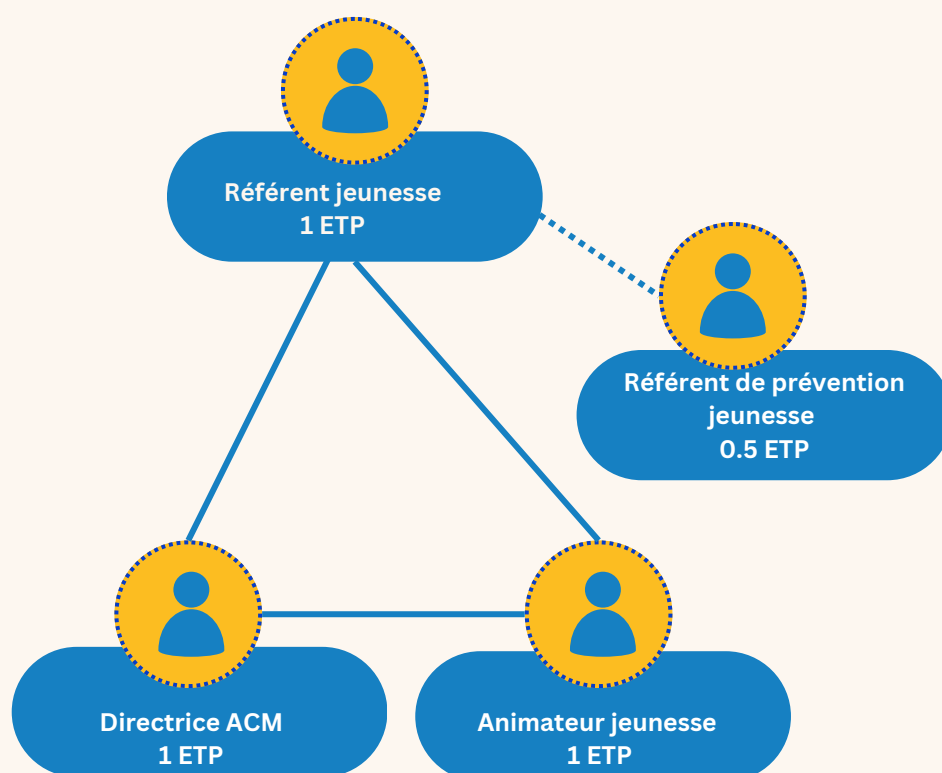 Référent jeunesse
1 ETP
Référent de prévention
jeunesse
0.5 ETP
Directrice ACM
1 ETP
Animateur jeunesse
1 ETP